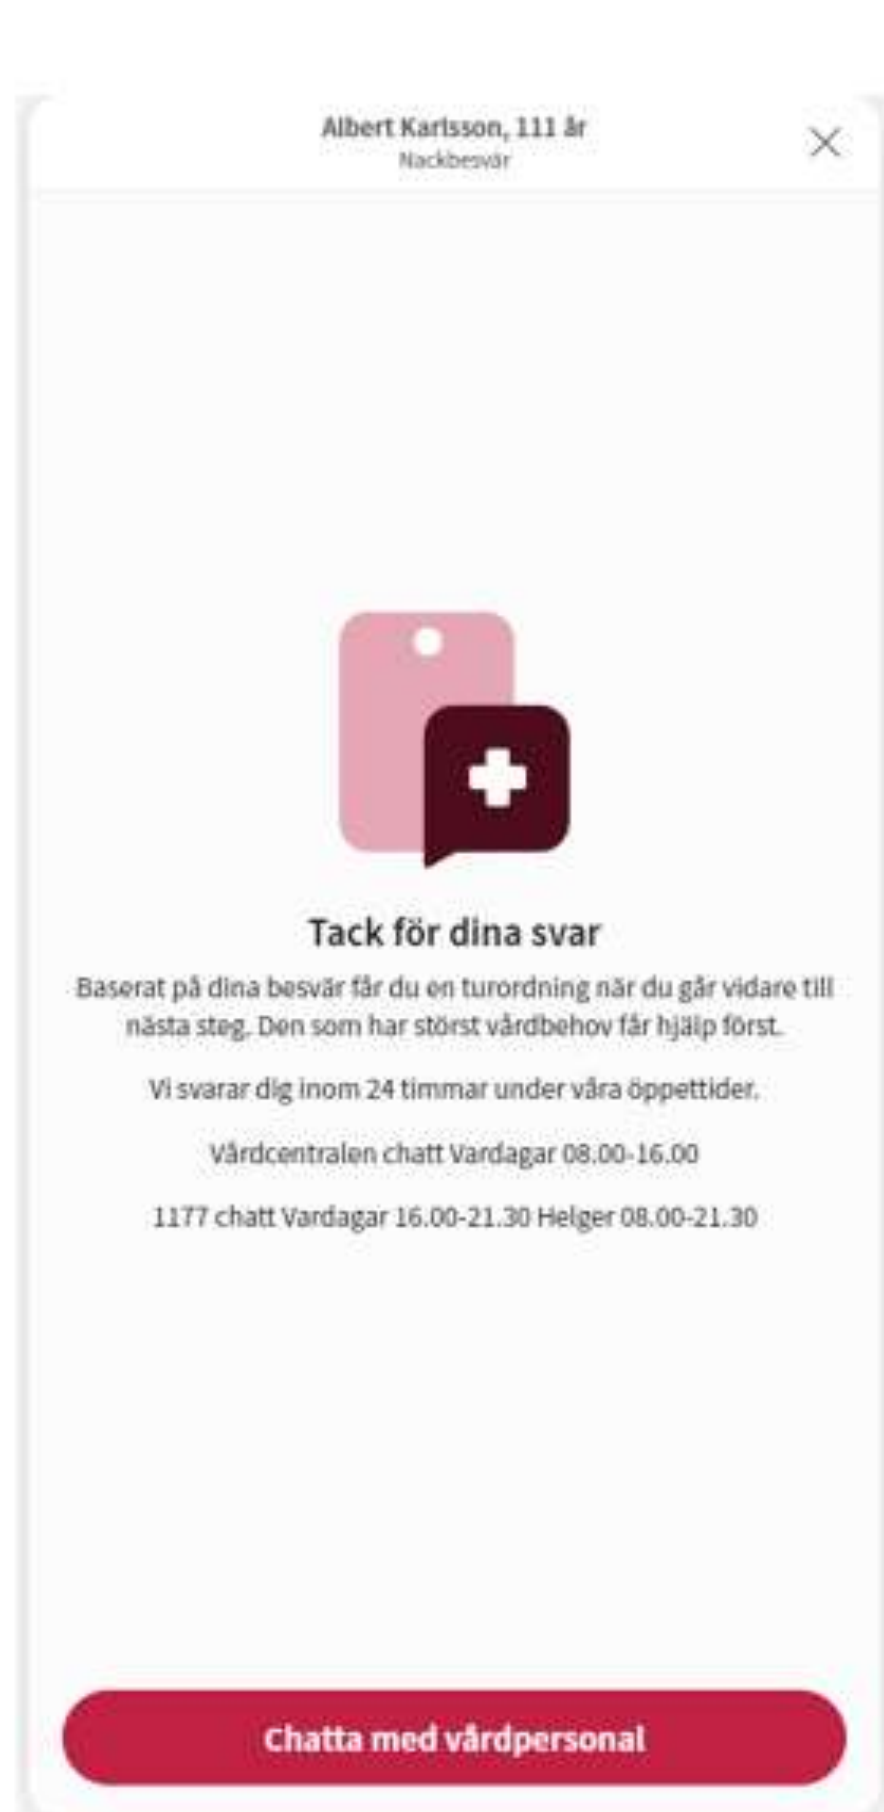 Albert Karlsson, 111 år
Nackbesvär
Tack för dina svar
Baserat på dina besvär får du en turordning när du går vidare till
nästa steg. Den som har störst vårdbehov får hjälp först.
Vi svarar dig inom 24 timmar under våra öppettider.
Vårdcentralen chatt Vardagar 08.00-16.00
1177 chatt Vardagar 16.00-21.30 Helger 08.00-21.30
Chatta med vårdpersonal